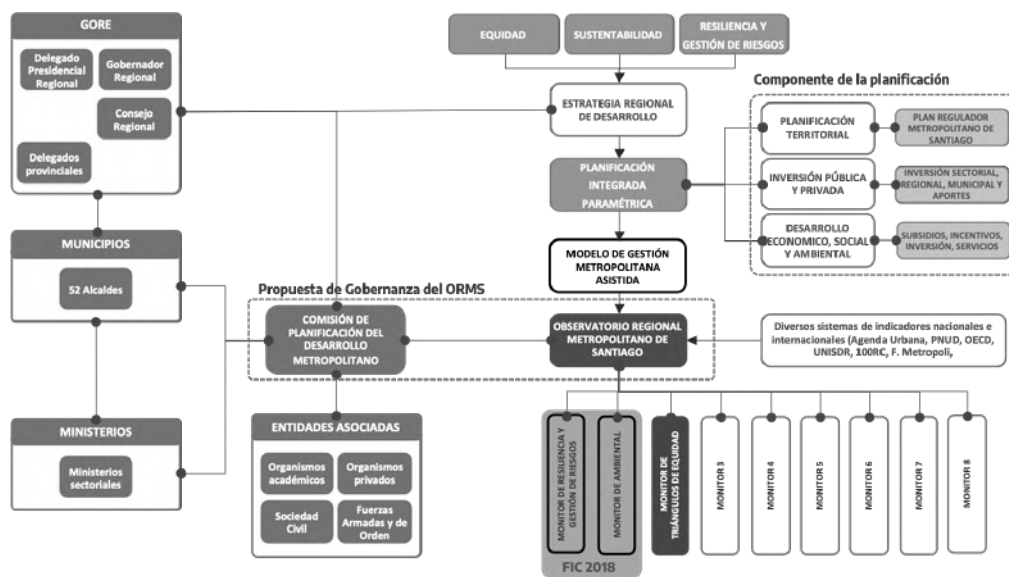 GORE
Delegado
Presidencial
Regional
Gobernador
Regional
Consejo
Regional
Delegados
provinciales
MUNICIPIOS
52 Alcaldes
MINISTERIOS
Ministerios
sectoriales
EQUIDAD
SUSTENTABILIDAD
RESILIENCIA Y
GESTIÓN DE RIESGOS
ESTRATEGIA REGIONAL
DE DESARROLLO
PLANIFICACIÓN
INTEGRADA
PARAMÉTRICA
MODELO DE GESTIÓN
METROPOLITANA
ASISTIDA
Componente de la planificación
PLANIFICACIÓN
TERRITORIAL
PLAN REGULADOR
METROPOLITANO DE
SANTIAGO
INVERSIÓN PÚBLICA
Y PRIVADA
INVERSIÓN SECTORIAL,
REGIONAL, MUNICIPAL Y
APORTES
DESARROLLO
ECONOMICO, SOCIAL
Y AMBIENTAL
SUBSIDIOS, INCENTIVOS,
INVERSIÓN, SERVICIOS
Propuesta de Gobernanza del ORMS
COMISIÓN DE
PLANIFICACIÓN DEL
DESARROLLO
METROPOLITANO
OBSERVATORIO REGIONAL
METROPOLITANO DE
SANTIAGO
Diversos sistemas de indicadores nacionales e
internacionales (Agenda Urbana, PNUD, OECD,
UNISDR, 100RC, F. Metropoli,
ENTIDADES ASOCIADAS
Organismos
académicos
Organismos
privados
Sociedad
Civil
Fuerzas
Armadas y de
Orden
MONITOR DE RESILIENCIA Y
GESTIÓN DE RIESGOS
MONITOR DE AMBIENTAL
FIC 2018
MONITOR DE
TRIÁNGULOS DE EQUIDAD
MONITOR 3
MONITOR 4
MONITOR 5
MONITOR 6
MONITOR 7
MONITOR 8